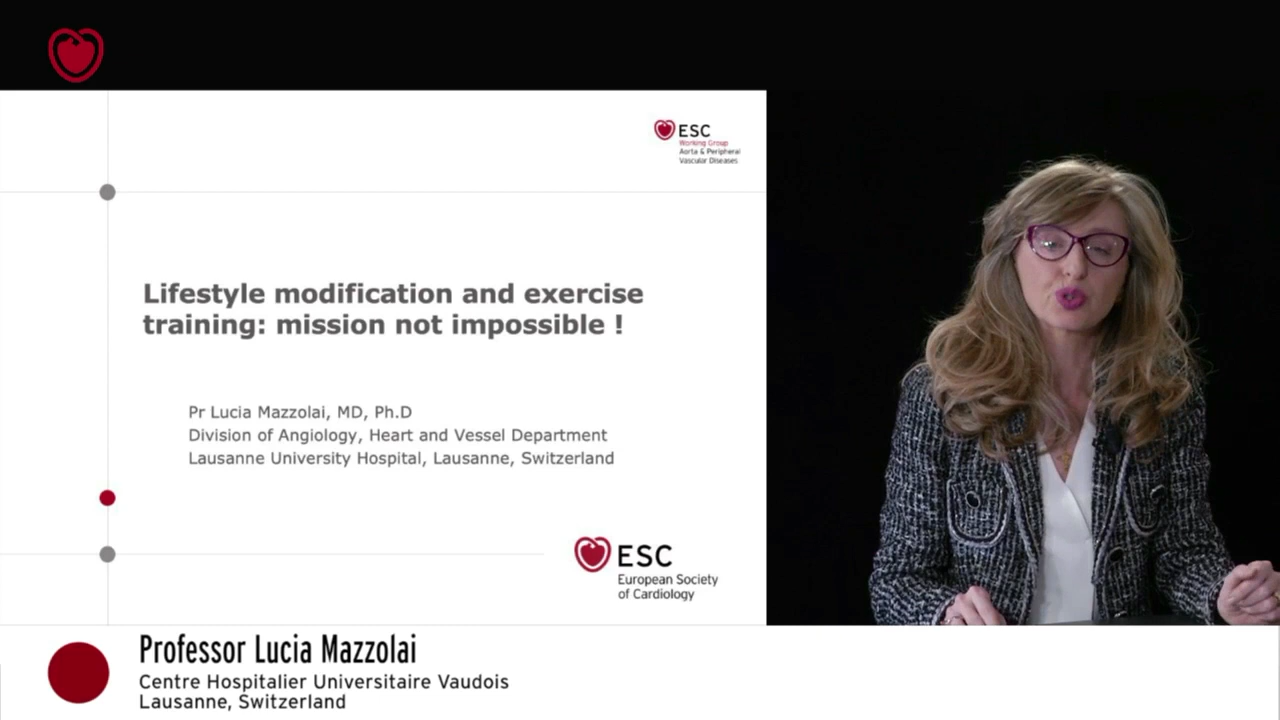 ESC
Working Group
Aorta & Peripheral
Vascular Diseases
Lifestyle modification and exercise
training: mission not impossible !
Pr Lucia Mazzolai, MD, Ph.D
Division of Angiology, Heart and Vessel Department
Lausanne University Hospital, Lausanne, Switzerland
ESC
European Society
of Cardiology
Professor Lucia Mazzolai
Centre Hospitalier Universitaire Vaudois
Lausanne, Switzerland